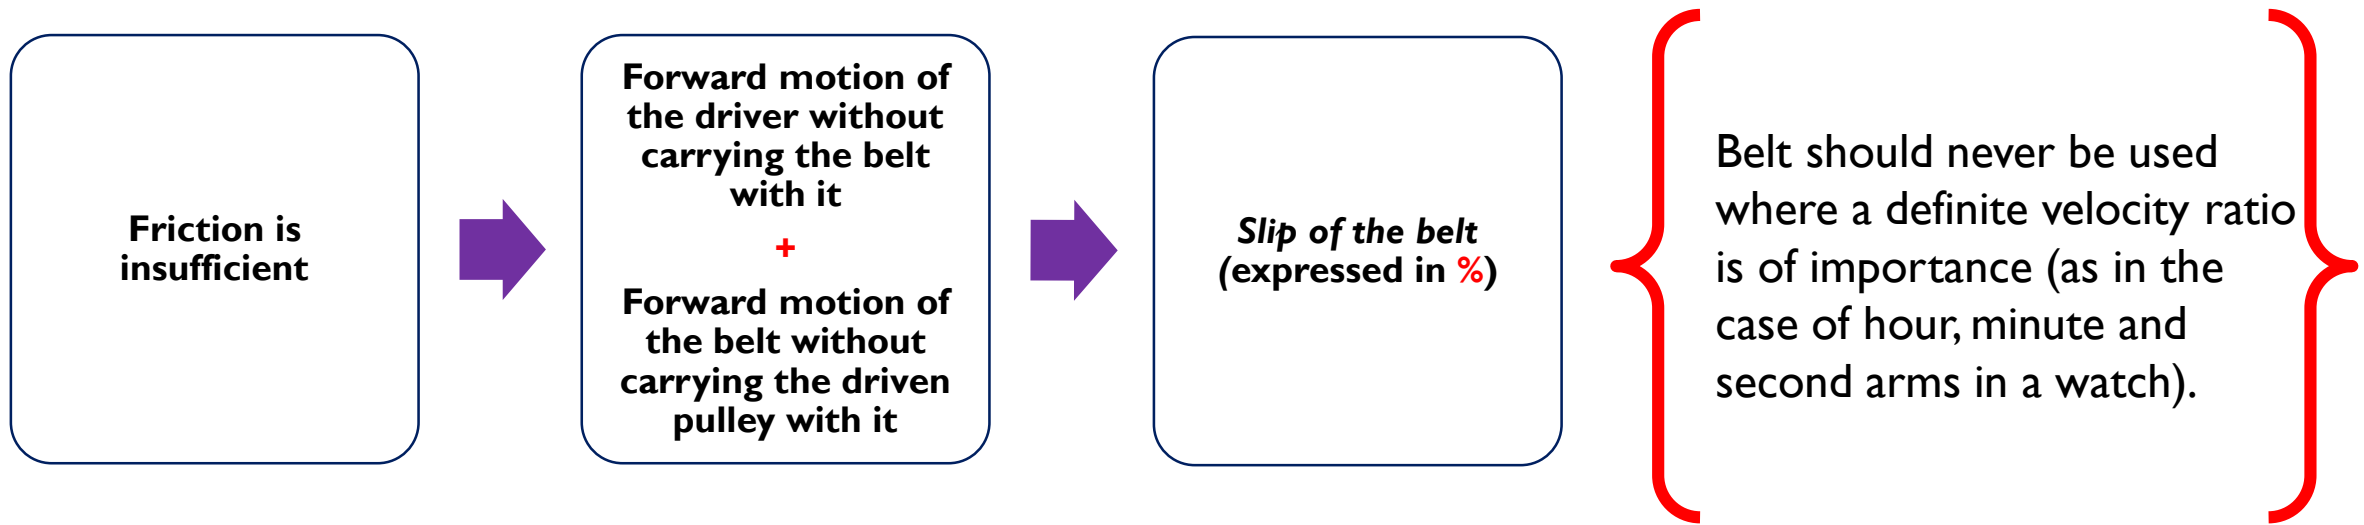 Friction is
insufficient
Forward motion of
the driver without
carrying the belt
with it
+
Forward motion of
the belt without
carrying the driven
pulley with it
Slip of the belt
(expressed in %)
Belt should never be used
where a definite velocity ratio
is of importance (as in the
case of hour, minute and
second arms in a watch).